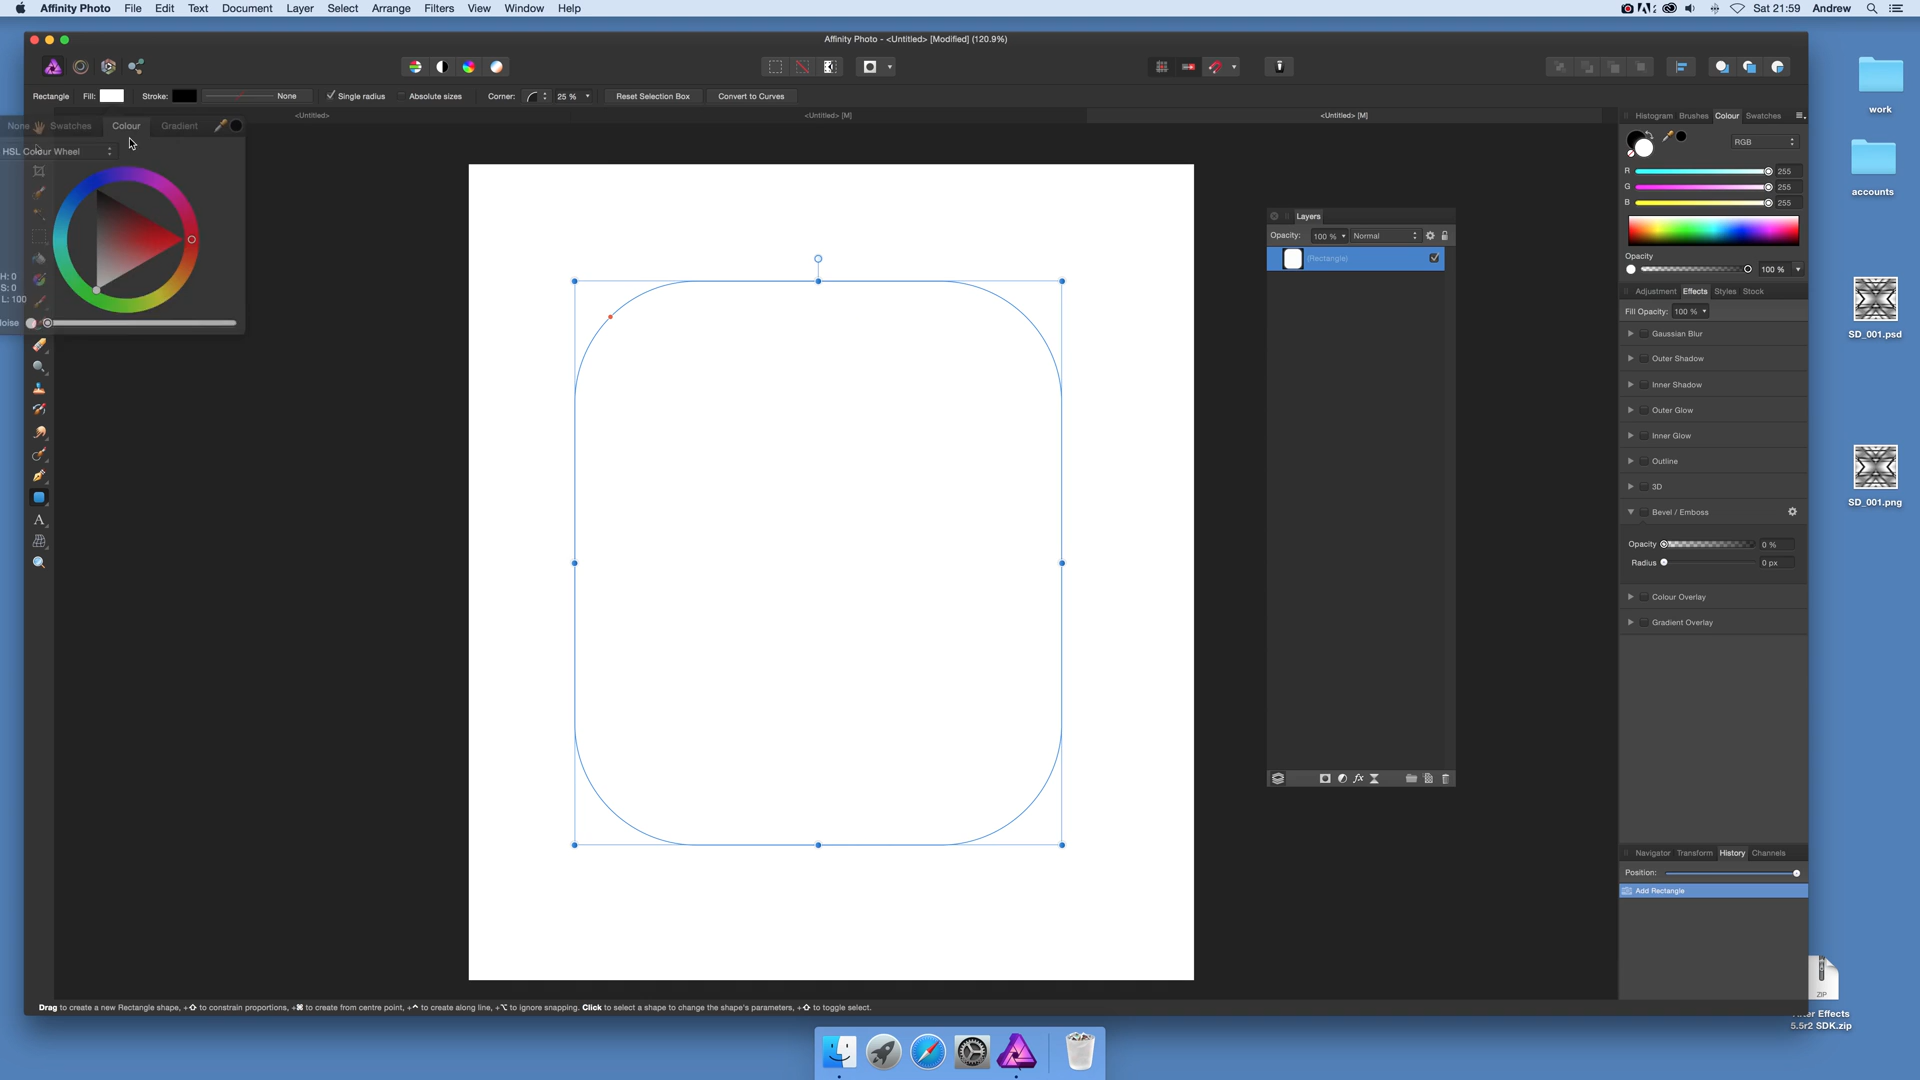 Affinity Photo File Edit Text Document Layer Select Arrange Filters View Window Help Sat 21:59 Andrew
Affinity Photo - <Untitled> [Modified] (120.9%)
Rectangle Fill: Stroke: None Single radius Absolute sizes Corner: 25 % Reset Selection Box Convert to Curves
<Untitled> <Untitled> [M] <Untitled> [M]
None Swatches Colour Gradient
HSL Colour Wheel
H: 0
S: 0
L: 100
loise
Layers
Opacity: 100 % Normal
(Rectangle)
Histogram Brushes Colour Swatches
RGB
R 255
G 255
B 255
Opacity
100 %
Adjustment Effects Styles Stock
Fill Opacity: 100 %
Gaussian Blur
Outer Shadow
Inner Shadow
Outer Glow
Inner Glow
Outline
3D
Bevel / Emboss
Opacity 0 %
Radius 0 px
Colour Overlay
Gradient Overlay
Navigator Transform History Channels
Position:
Add Rectangle
work
accounts
SD_001.psd
SD_001.png
ZIP
After Effects
5.5r2 SDK.zip
Drag to create a new Rectangle shape, +⇧ to constrain proportions, +⌘ to create from centre point, +⌃ to create along line, +⌥ to ignore snapping. Click to select a shape to change the shape's parameters, +⇧ to toggle select.